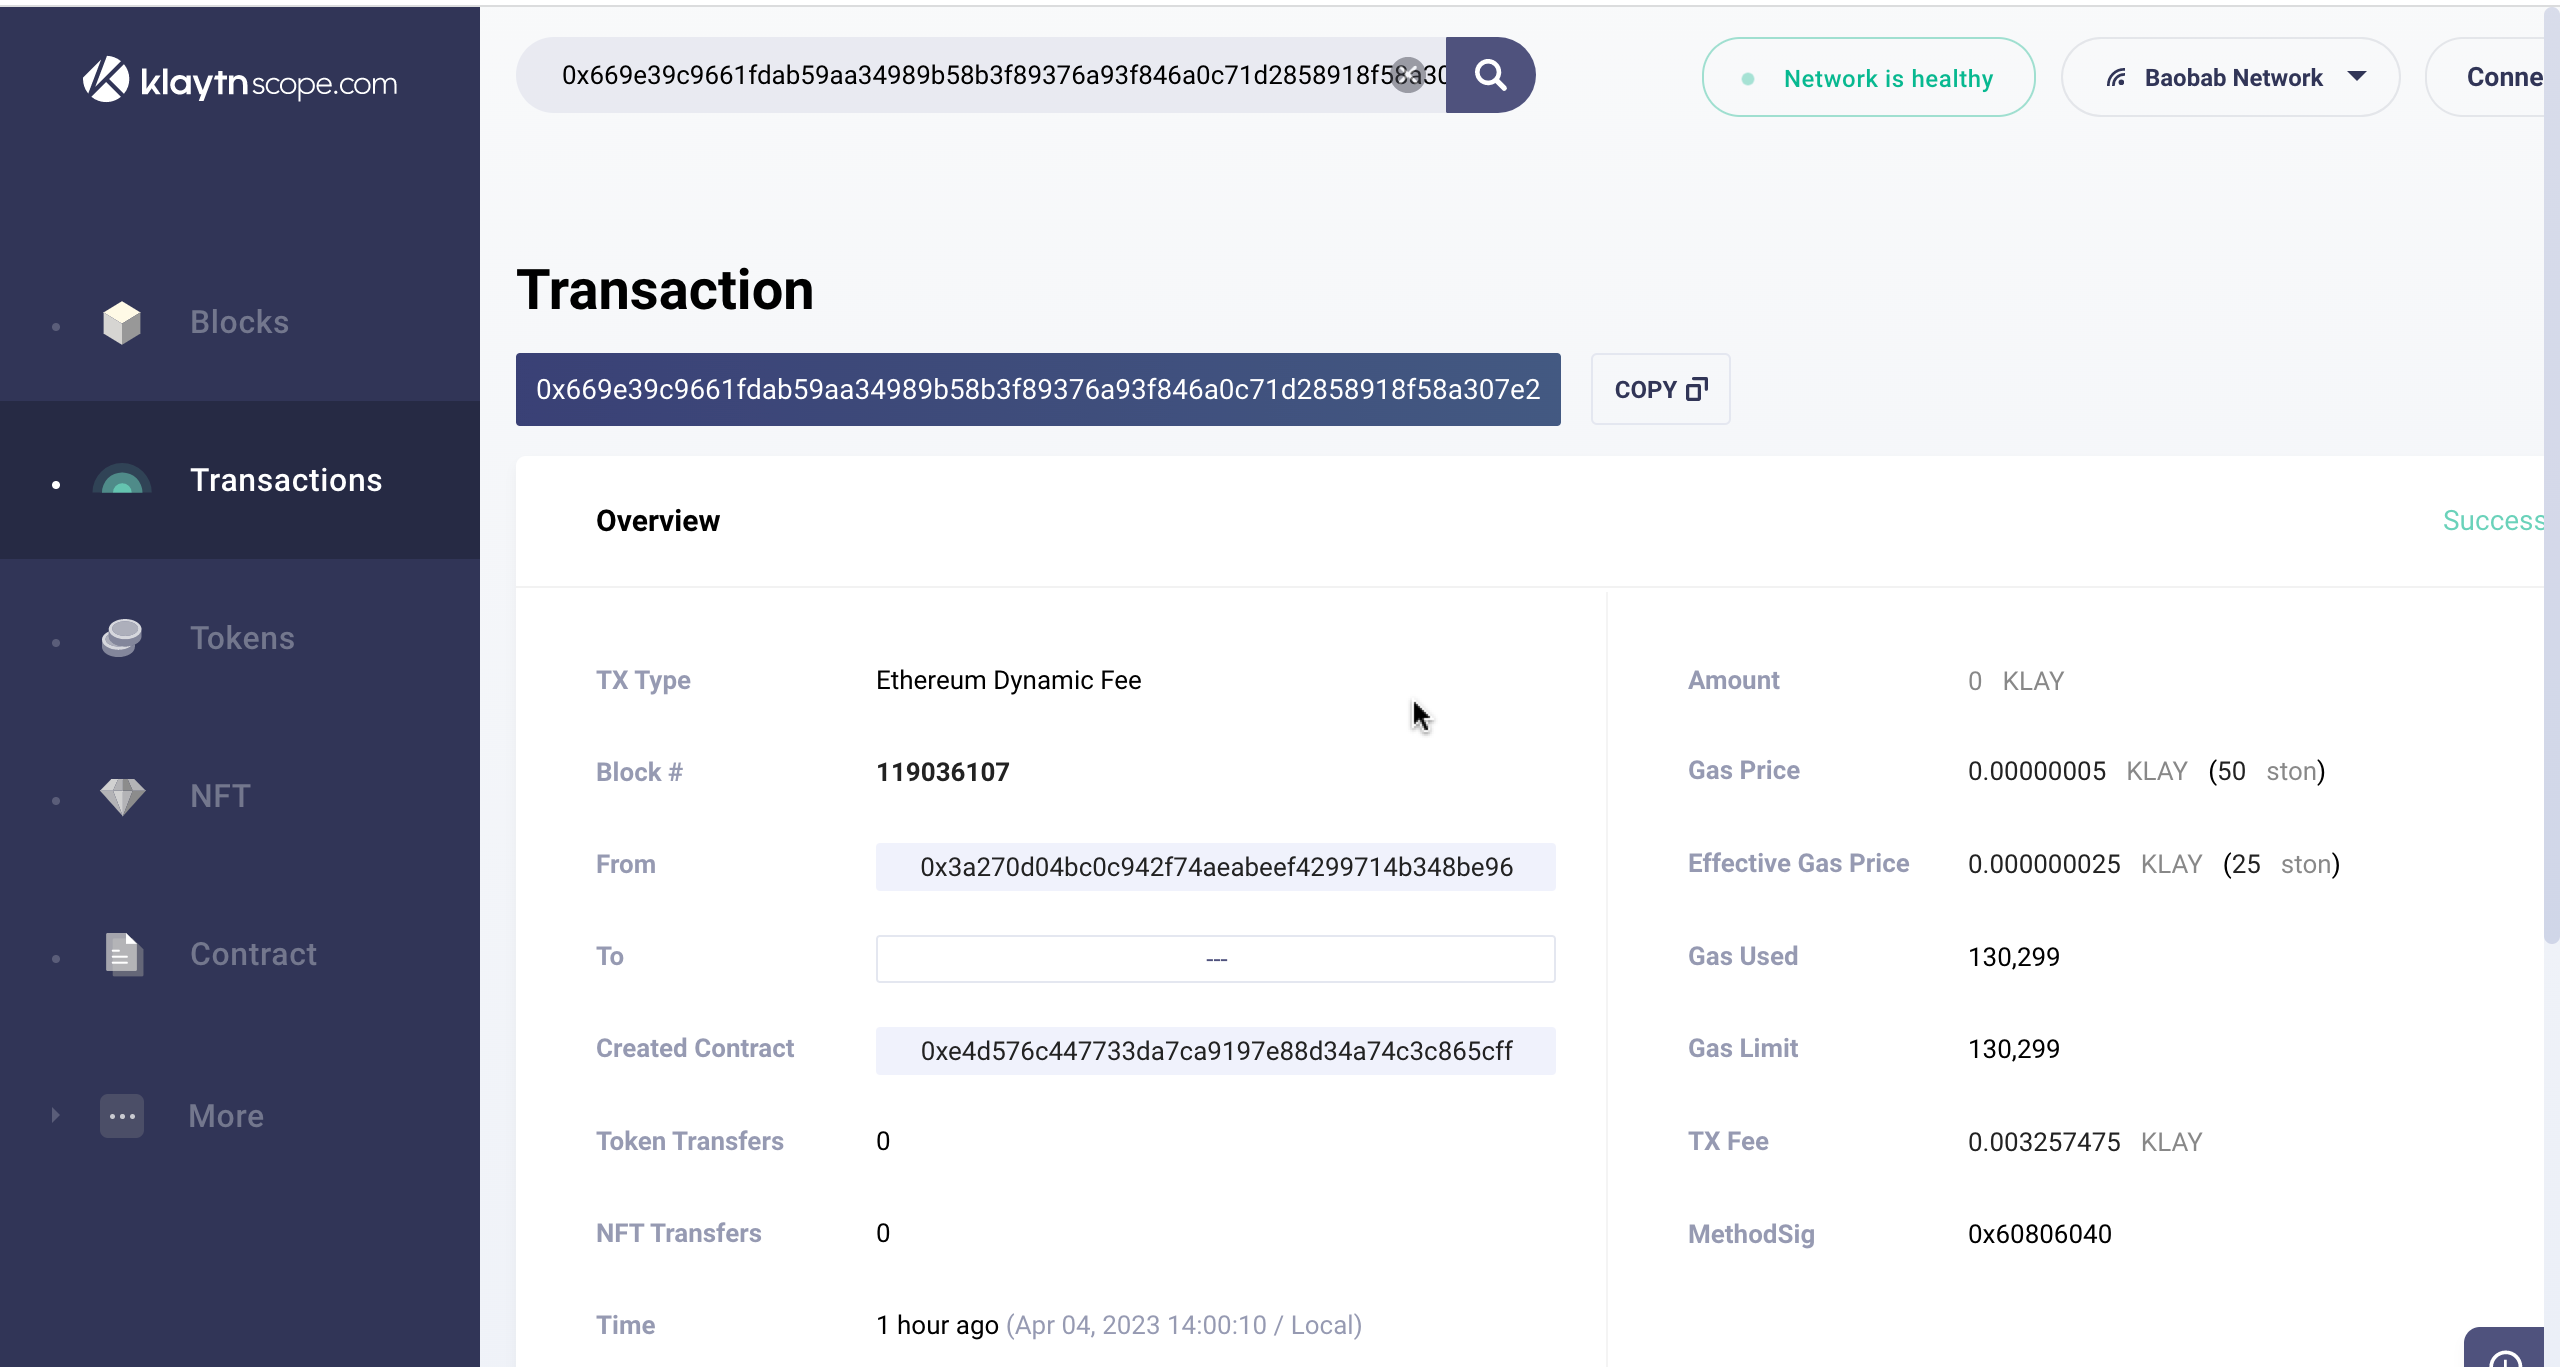 klaytnscope.com
0x669e39c9661fdab59aa34989b58b3f89376a93f846a0c71d2858918f58a30
Network is healthy
Baobab Network
Conne
Blocks
Transactions
Tokens
NFT
Contract
More
Transaction
0x669e39c9661fdab59aa34989b58b3f89376a93f846a0c71d2858918f58a307e2
COPY
Overview
Success
TX Type Ethereum Dynamic Fee
Block # 119036107
From 0x3a270d04bc0c942f74aeabeef4299714b348be96
To ---
Created Contract 0xe4d576c447733da7ca9197e88d34a74c3c865cff
Token Transfers 0
NFT Transfers 0
Time 1 hour ago (Apr 04, 2023 14:00:10 / Local)
Amount 0 KLAY
Gas Price 0.00000005 KLAY (50 ston)
Effective Gas Price 0.000000025 KLAY (25 ston)
Gas Used 130,299
Gas Limit 130,299
TX Fee 0.003257475 KLAY
MethodSig 0x60806040